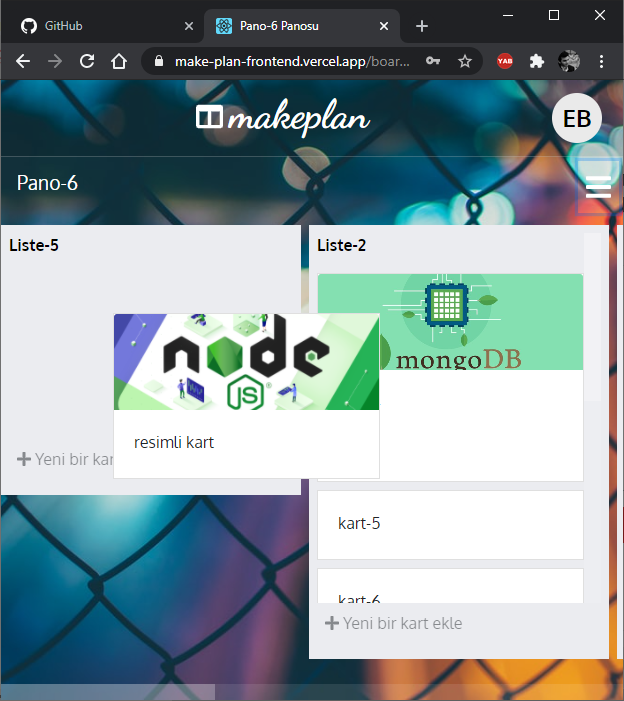 GitHub
Pano-6 Panosu
make-plan-frontend.vercel.app/boar...
YAB
makeplan
EB
Pano-6
Liste-5
Liste-2
node
JS
mongoDB
resimli kart
Yeni bir kar
kart-5
kart-6
Yeni bir kart ekle